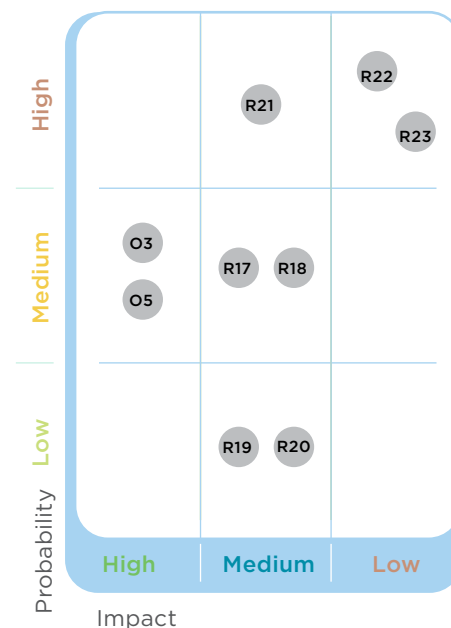 High
R22
R21
R23
Medium
O3
R17
R18
O5
Low
R19
R20
Probability
High
Medium
Low
Impact